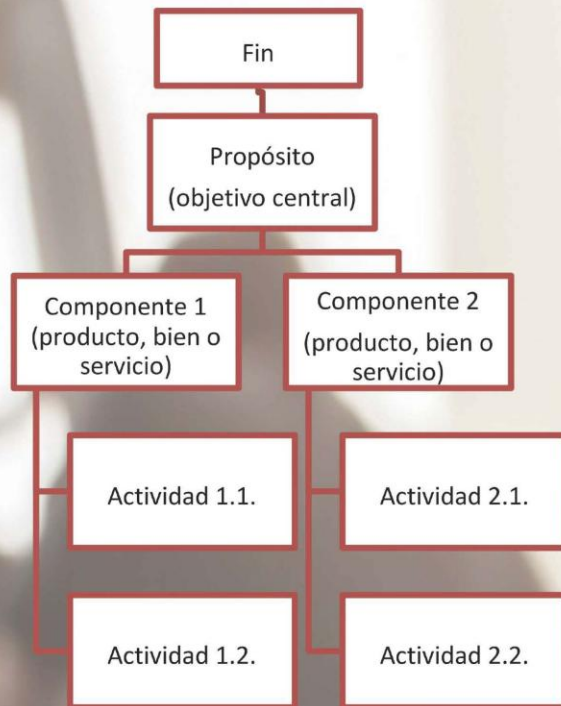 Fin
Propósito
(objetivo central)
Componente 1
(producto, bien o
servicio)
Componente 2
(producto, bien o
servicio)
Actividad 1.1.
Actividad 2.1.
Actividad 1.2.
Actividad 2.2.